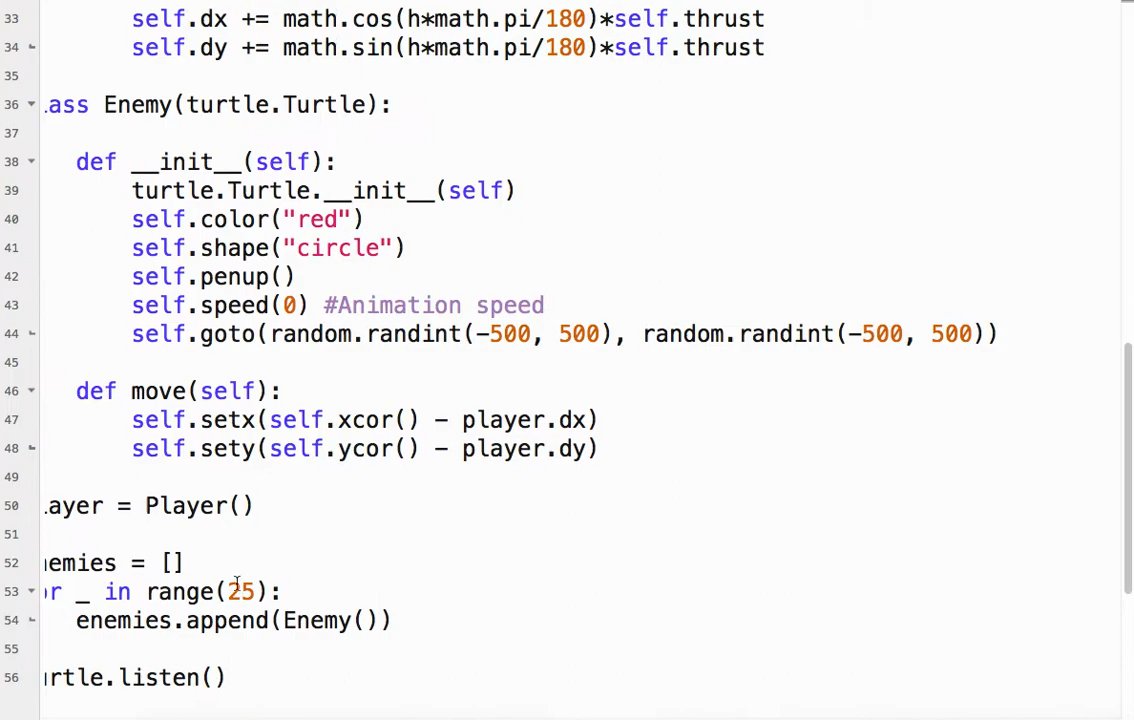 33 self.dx += math.cos(h*math.pi/180)*self.thrust
34 self.dy += math.sin(h*math.pi/180)*self.thrust
35
36 lass Enemy(turtle.Turtle):
37
38 def __init__(self):
39 turtle.Turtle.__init__(self)
40 self.color("red")
41 self.shape("circle")
42 self.penup()
43 self.speed(0) #Animation speed
44 self.goto(random.randint(-500, 500), random.randint(-500, 500))
45
46 def move(self):
47 self.setx(self.xcor() - player.dx)
48 self.sety(self.ycor() - player.dy)
49
50 layer = Player()
51
52 nemies = []
53 or _ in range(25):
54 enemies.append(Enemy())
55
56 urtle.listen()